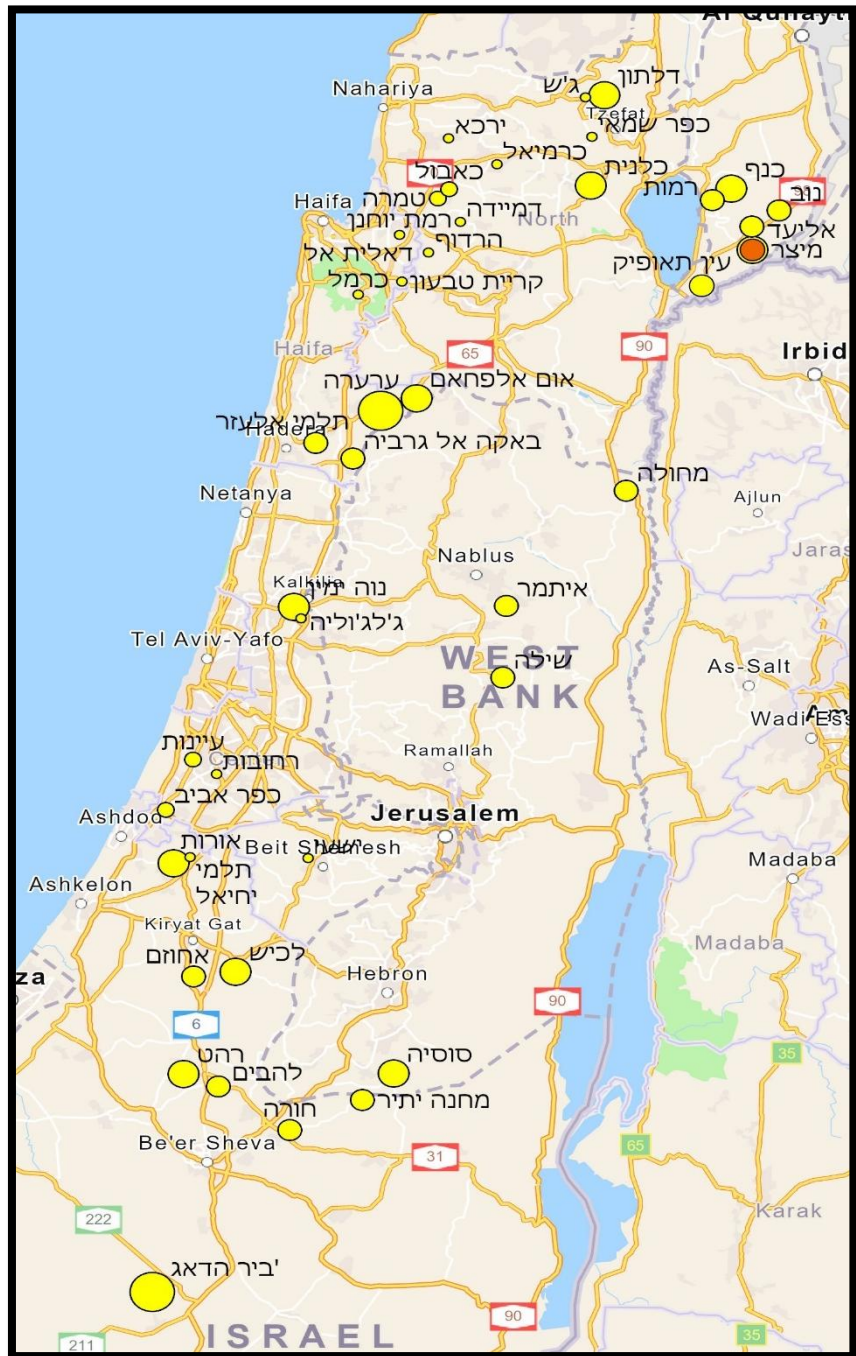 Al Qunayt
דלתון
ג'ש
Nahariya
Tzefat
כפר שמאי
ירכא
כרמיאל
כלנית
כאבול
כנף
רמות
98
נוב
טמרה
דמיידה
North
Haifa
רמת יוחנן
אליעד
הרדוף
מיצר
דאלית אל
כרמל
קריית טבעון
עין תאופיק
90
Haifa
65
Irbid
ערערה
אום אלפחאם
תלמי אלעזר
Hadera
באקה אל גרביה
מחולה
Netanya
Ajlun
Jaras
Nablus
Kalkilia
נוה ימין
איתמר
ג'לג'וליה
Tel Aviv-Yafo
WEST
BANK
שילה
As-Salt
Am
Wadi Ess
Ramallah
עיינות
רחובות
כפר אביב
Ashdod
Jerusalem
אורות
Beit Shemesh
ישעי
תלמי
יחיאל
Madaba
Ashkelon
Kiryat Gat
Madaba
אחוזם
לכיש
za
Hebron
90
6
רהט
להבים
סוסיה
35
מחנה יתיר
חורה
Be'er Sheva
31
65
222
Karak
ביר הדאג'
90
35
211
ISRAEL